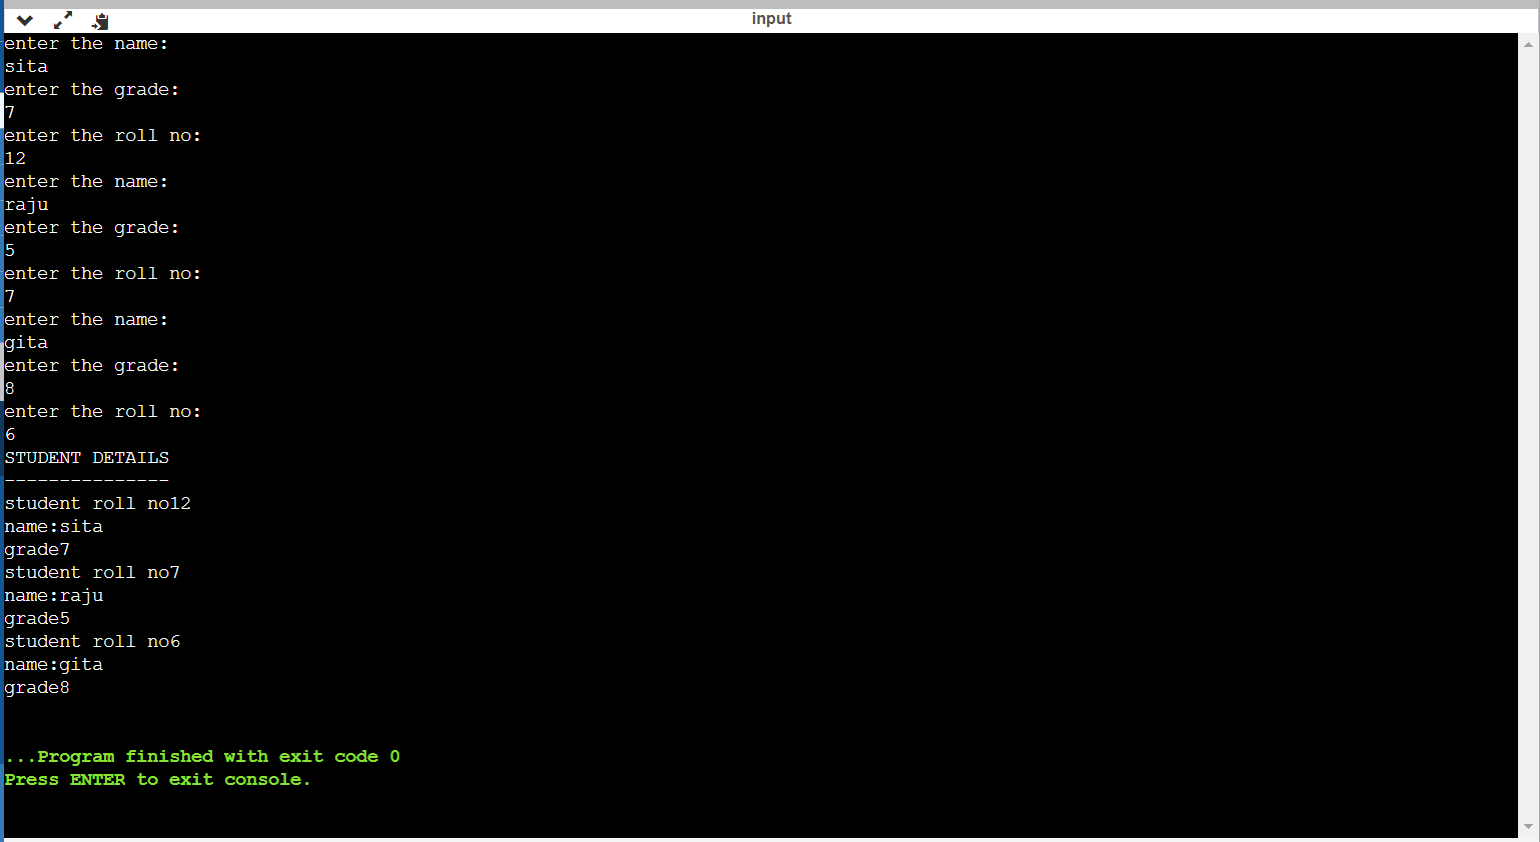 input
enter the name:
sita
enter the grade:
7
enter the roll no:
12
enter the name:
raju
enter the grade:
5
enter the roll no:
7
enter the name:
gita
enter the grade:
8
enter the roll no:
6
STUDENT DETAILS
---------------
student roll no12
name:sita
grade7
student roll no7
name:raju
grade5
student roll no6
name:gita
grade8
...Program finished with exit code 0
Press ENTER to exit console.